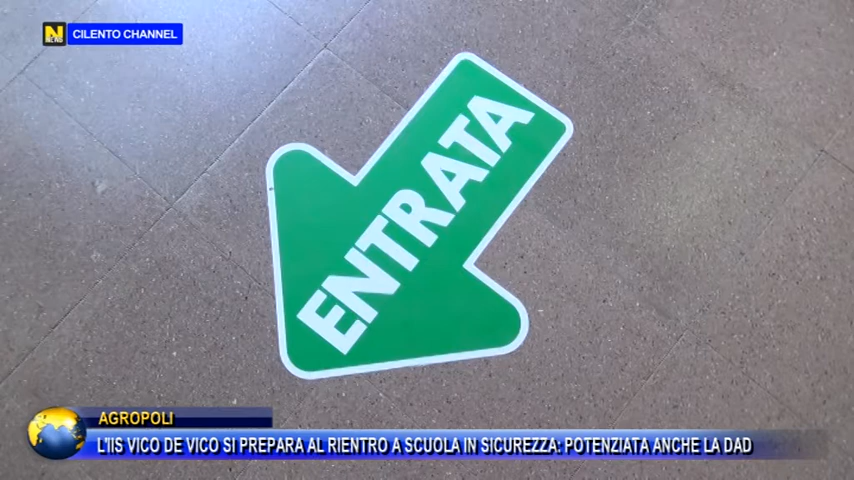 N
CILENTO CHANNEL
ENTRATA
AGROPOLI
L'IIS VICO DE VICO SI PREPARA AL RIENTRO A SCUOLA IN SICUREZZA: POTENZIATA ANCHE LA DAD